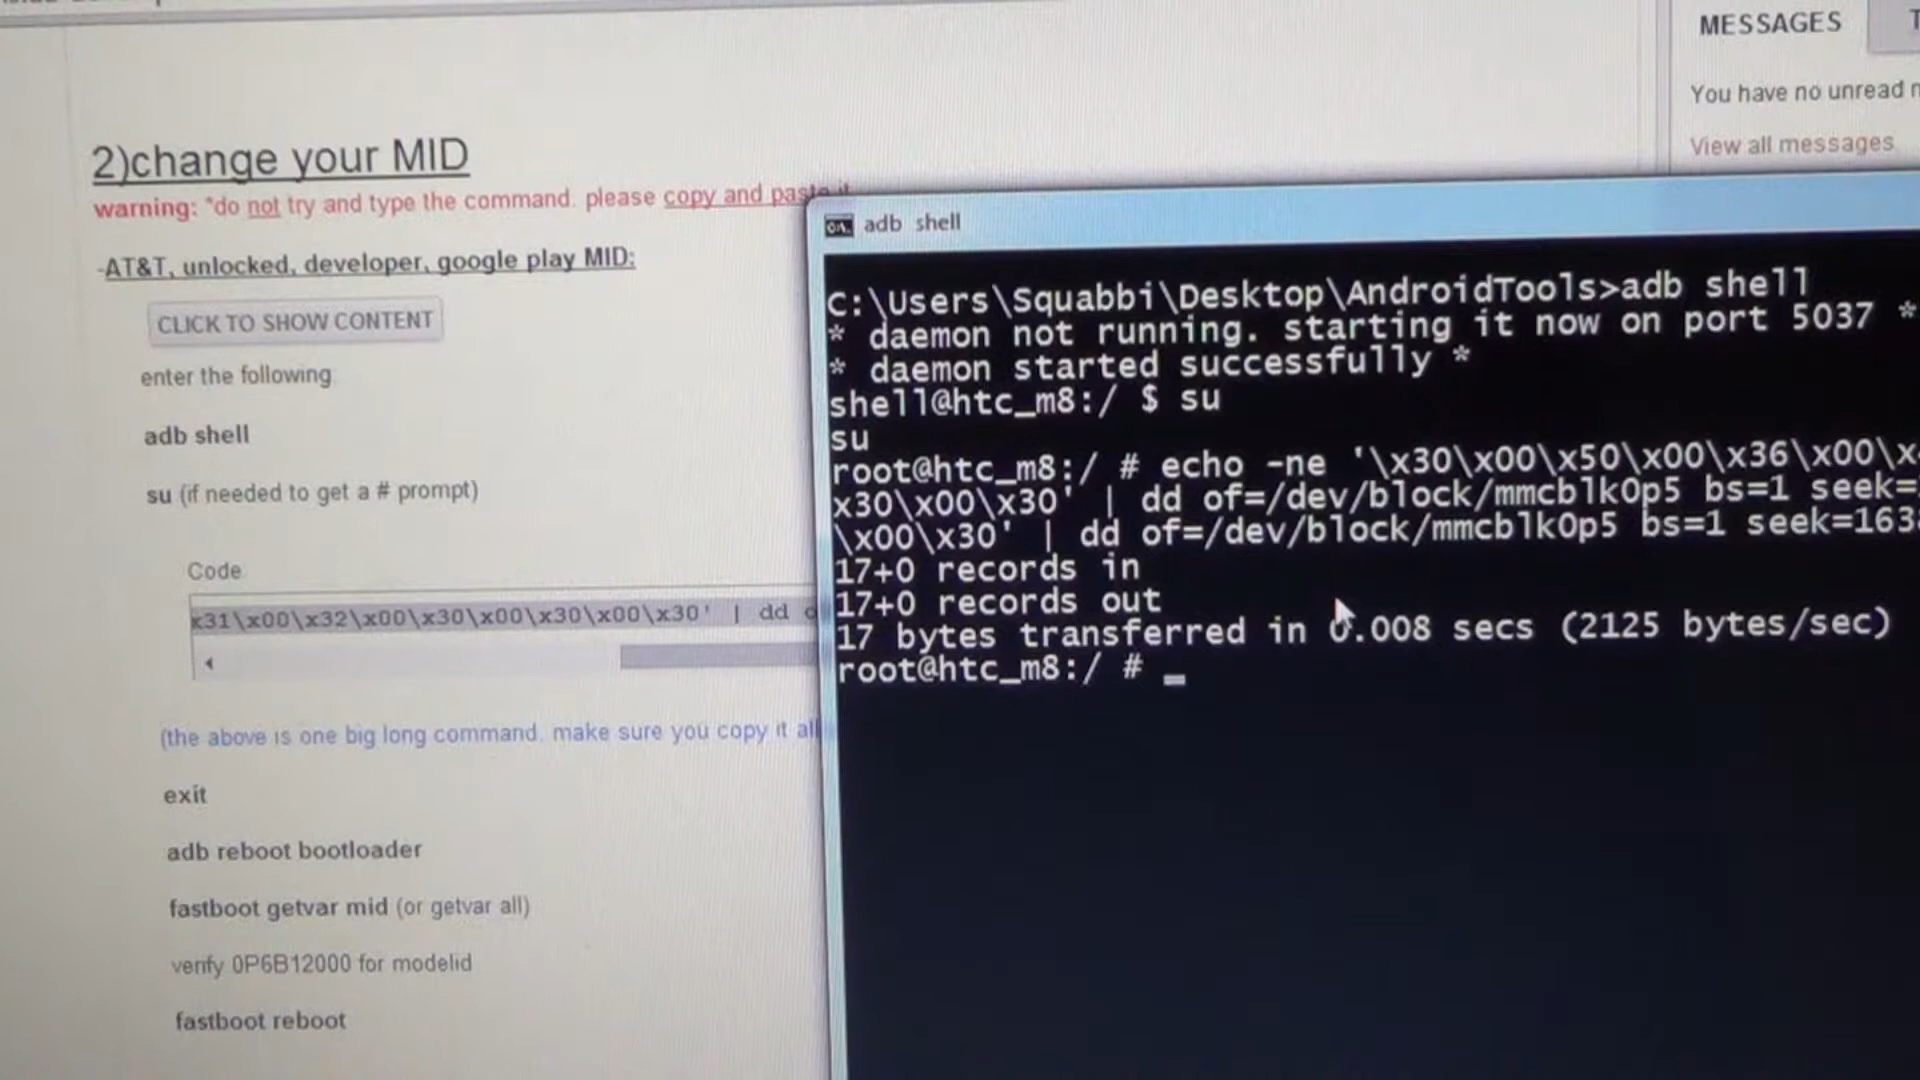 MESSAGES
You have no unread
View all messages
2)change your MID
warning: *do not try and type the command. please copy and paste it
-AT&T, unlocked, developer, google play MID:
CLICK TO SHOW CONTENT
enter the following
adb shell
su (if needed to get a # prompt)
Code
x31\x00\x32\x00\x30\x00\x30\x00\x30' | dd
(the above is one big long command. make sure you copy it all
exit
adb reboot bootloader
fastboot getvar mid (or getvar all)
verify 0P6B12000 for modelid
fastboot reboot
adb shell
C:\Users\Squabbi\Desktop\AndroidTools>adb shell
* daemon not running. starting it now on port 5037 *
* daemon started successfully *
shell@htc_m8:/ $ su
su
root@htc_m8:/ # echo -ne '\x30\x00\x50\x00\x36\x00\x
x30\x00\x30' | dd of=/dev/block/mmcblk0p5 bs=1 seek=
\x00\x30' | dd of=/dev/block/mmcblk0p5 bs=1 seek=163
17+0 records in
17+0 records out
17 bytes transferred in 0.008 secs (2125 bytes/sec)
root@htc_m8:/ # _